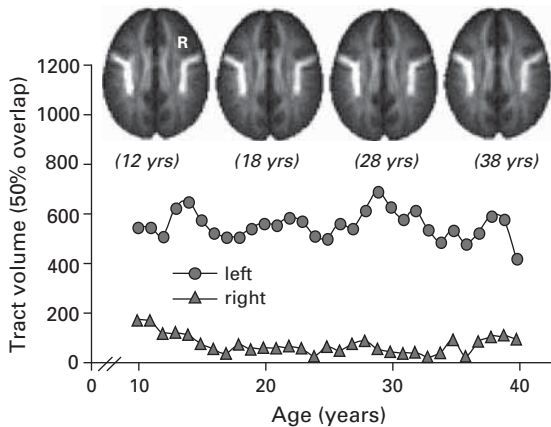 R
(12 yrs) (18 yrs) (28 yrs) (38 yrs)
Tract volume (50% overlap)
1200
1000
800
600
400
200
0
left
right
0 10 20 30 40
Age (years)